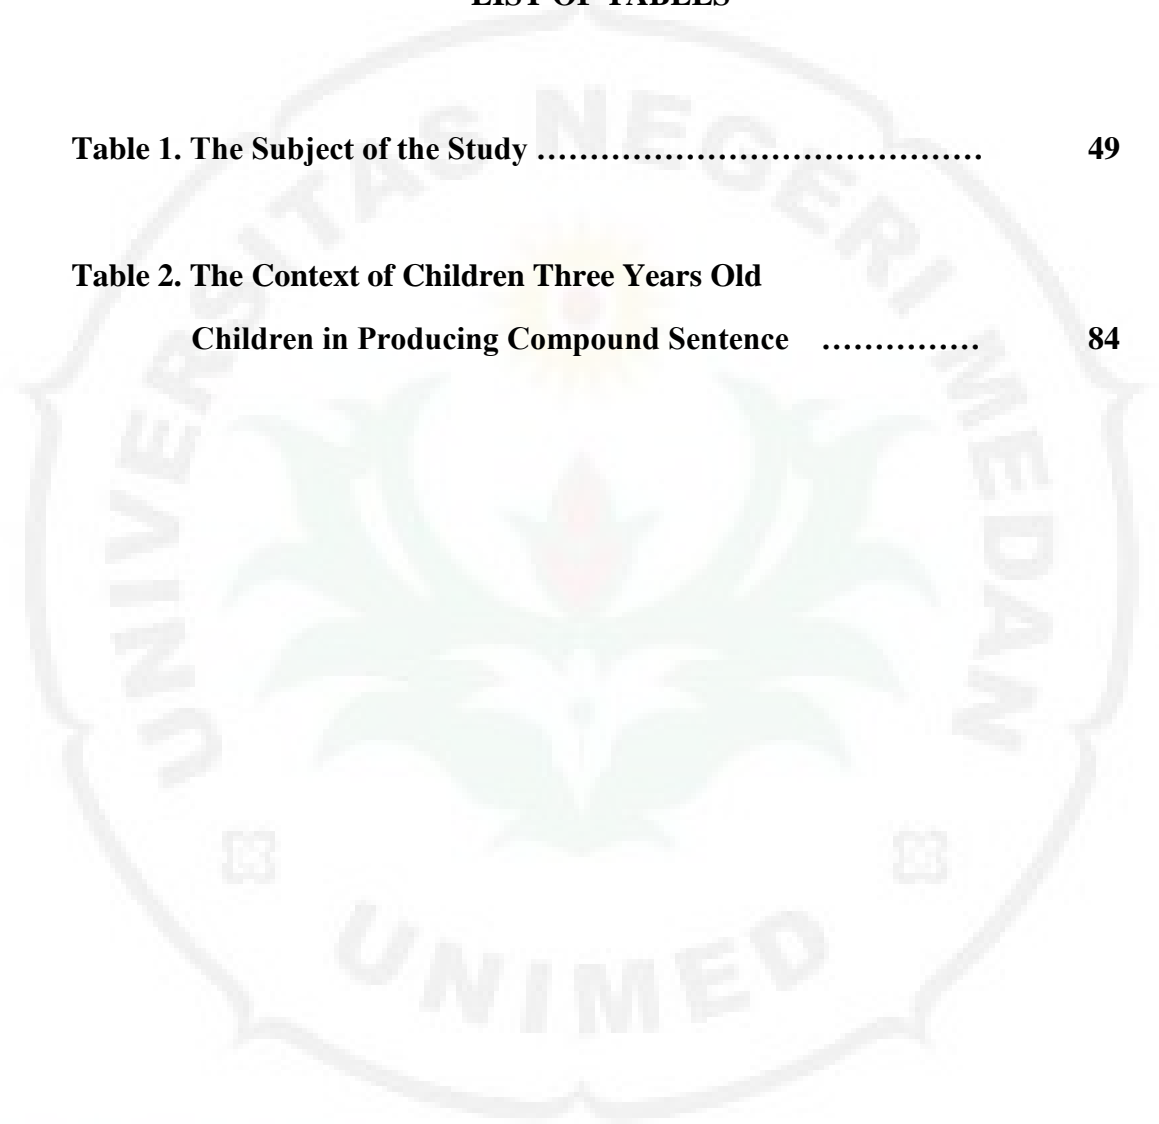 LIST OF TABLES
Table 1. The Subject of the Study ………………………………… 49
Table 2. The Context of Children Three Years Old
Children in Producing Compound Sentence …………… 84
UNIVERSITAS NEGERI MEDAN
UNIMED